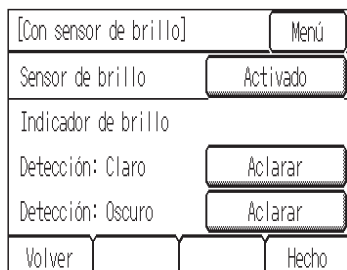 [Con sensor de brillo] Menú
Sensor de brillo Activado
Indicador de brillo
Detección: Claro Aclarar
Detección: Oscuro Aclarar
Volver Hecho